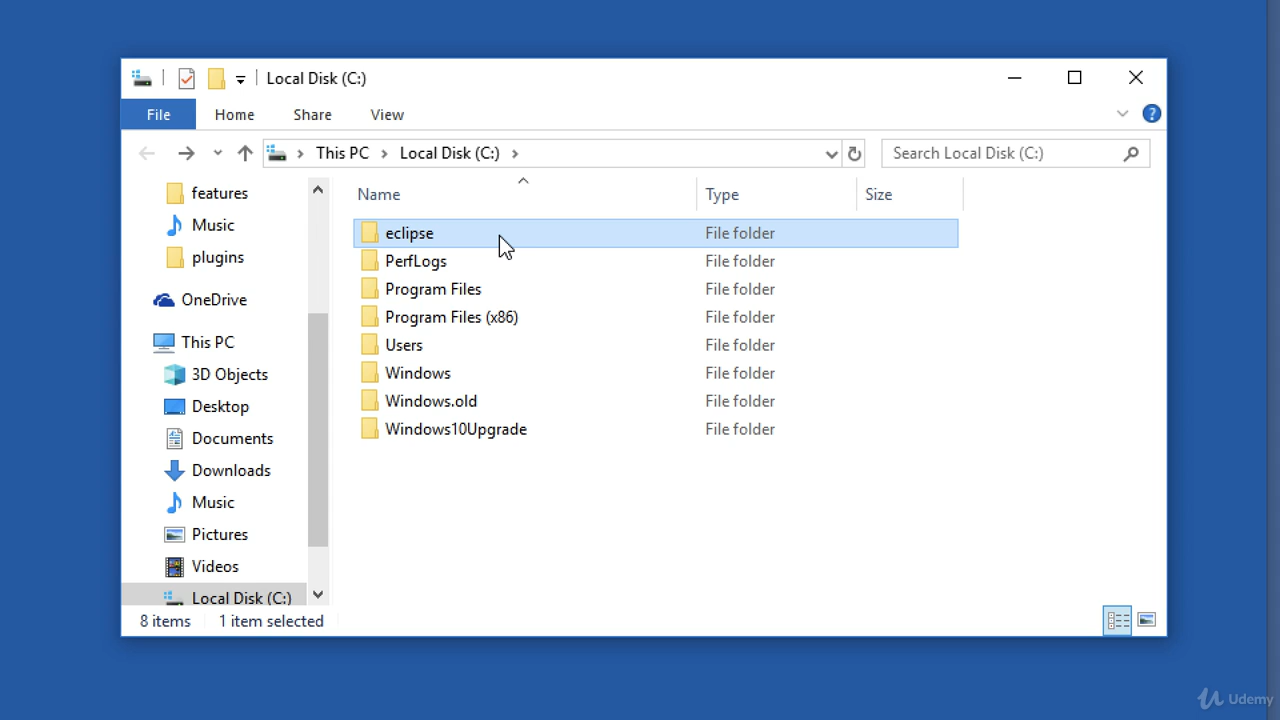 Local Disk (C:)
File Home Share View ?
This PC Local Disk (C:) Search Local Disk (C:)
features
Music
plugins
OneDrive
This PC
3D Objects
Desktop
Documents
Downloads
Music
Pictures
Videos
Local Disk (C:)
Name Type Size
eclipse File folder
PerfLogs File folder
Program Files File folder
Program Files (x86) File folder
Users File folder
Windows File folder
Windows.old File folder
Windows10Upgrade File folder
8 items 1 item selected
Udemy